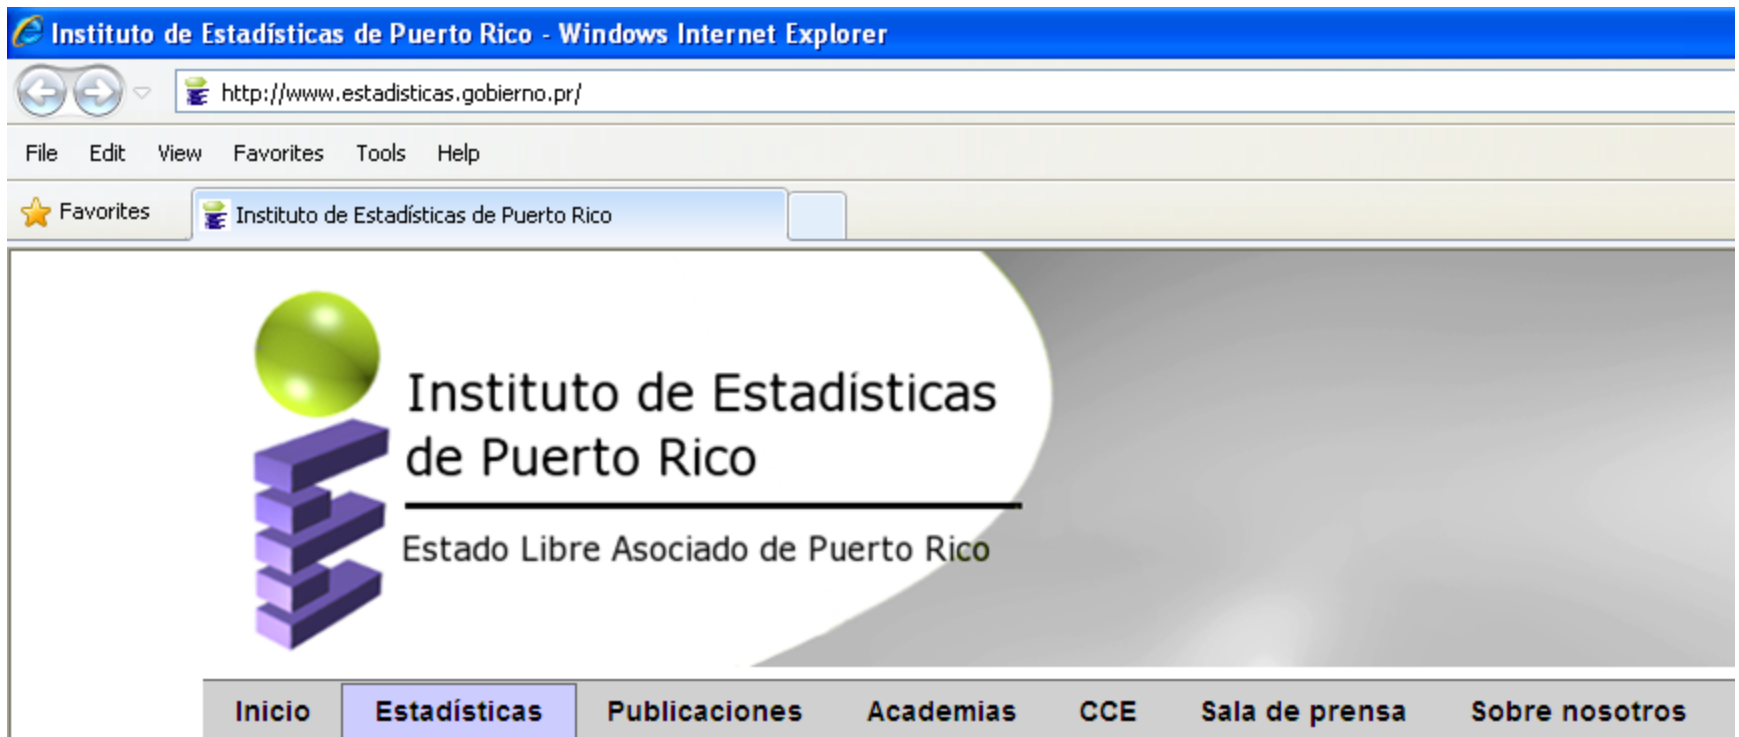 Instituto de Estadísticas de Puerto Rico - Windows Internet Explorer
http://www.estadisticas.gobierno.pr/
File Edit View Favorites Tools Help
Favorites Instituto de Estadísticas de Puerto Rico
Instituto de Estadísticas
de Puerto Rico
Estado Libre Asociado de Puerto Rico
Inicio Estadísticas Publicaciones Academias CCE Sala de prensa Sobre nosotros